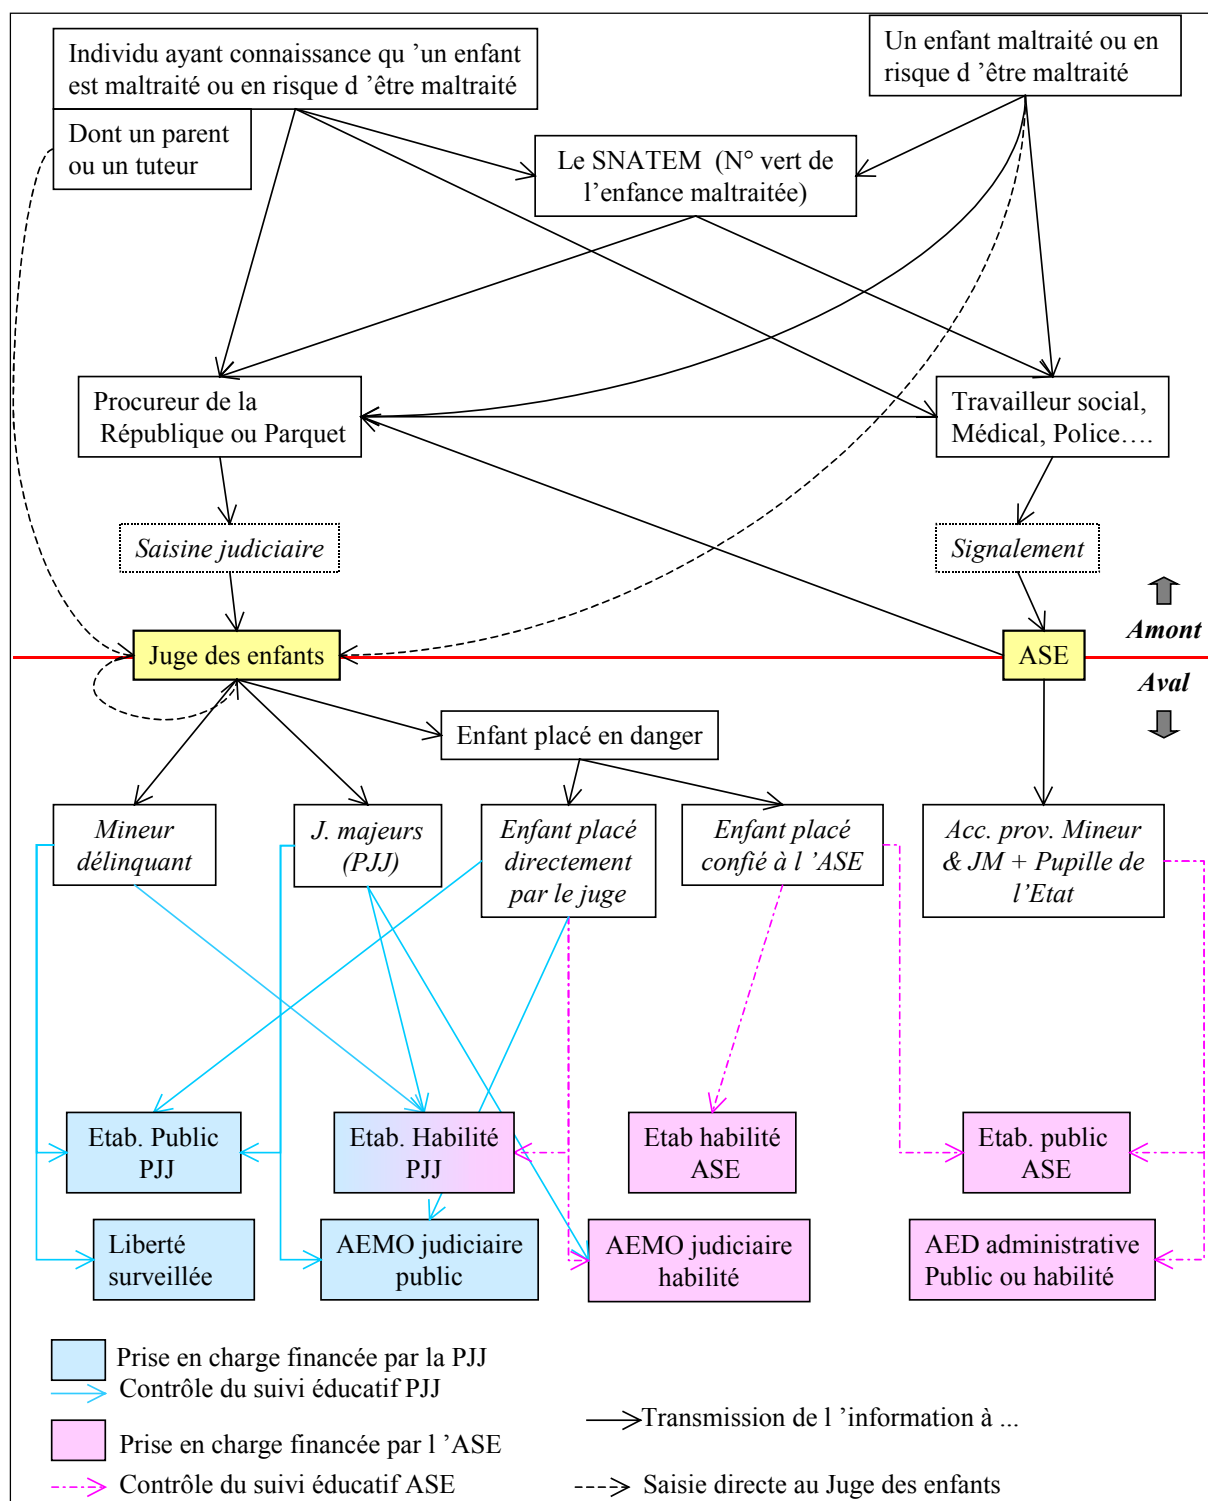 Individu ayant connaissance qu ’un enfant
est maltraité ou en risque d ’être maltraité
Un enfant maltraité ou en
risque d ’être maltraité
Dont un parent
ou un tuteur
Le SNATEM (N° vert de
l’enfance maltraitée)
Procureur de la
République ou Parquet
Travailleur social,
Médical, Police….
Saisine judiciaire
Signalement
Amont
Juge des enfants
ASE
Aval
Enfant placé en danger
Mineur
délinquant
J. majeurs
(PJJ)
Enfant placé
directement
par le juge
Enfant placé
confié à l ’ASE
Acc. prov. Mineur
& JM + Pupille de
l’Etat
Etab. Public
PJJ
Etab. Habilité
PJJ
Etab habilité
ASE
Etab. public
ASE
Liberté
surveillée
AEMO judiciaire
public
AEMO judiciaire
habilité
AED administrative
Public ou habilité
Prise en charge financée par la PJJ
Contrôle du suivi éducatif PJJ
Transmission de l ’information à ...
Prise en charge financée par l ’ASE
Contrôle du suivi éducatif ASE
Saisie directe au Juge des enfants